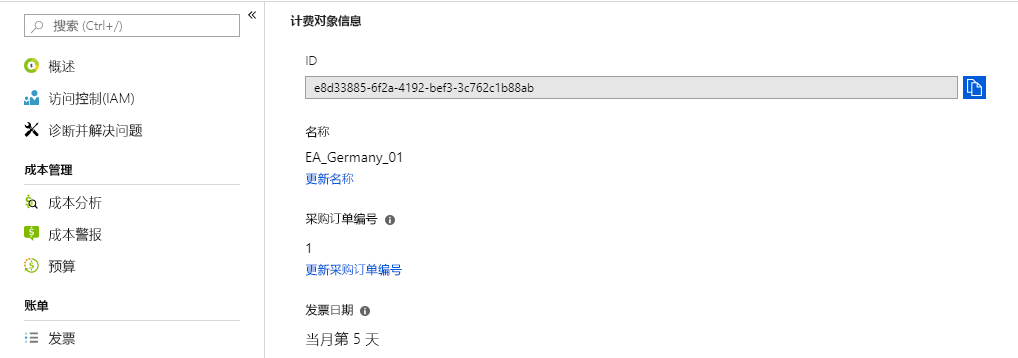 搜索 (Ctrl+/)
«
概述
访问控制(IAM)
诊断并解决问题
成本管理
成本分析
成本警报
预算
账单
发票
计费对象信息
ID
e8d33885-6f2a-4192-bef3-3c762c1b88ab
名称
EA_Germany_01
更新名称
采购订单编号
1
更新采购订单编号
发票日期
当月第 5 天